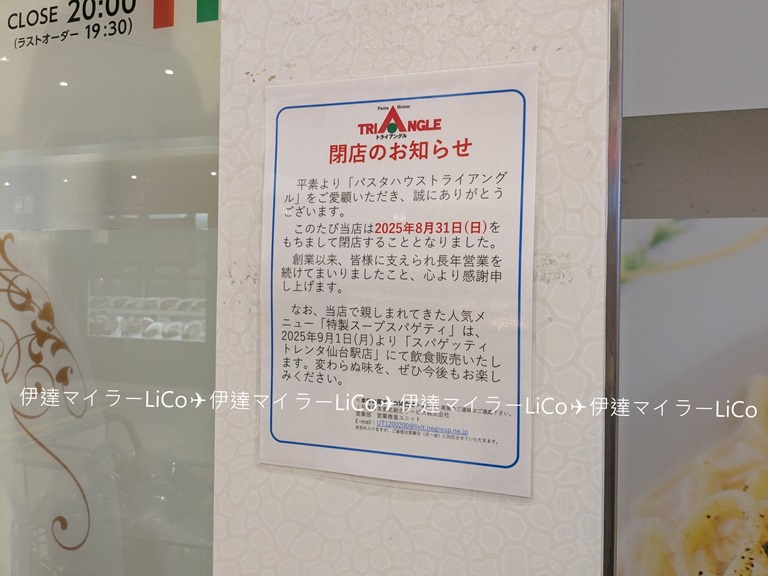 CLOSE 20:00
(ラストオーダー 19:30)
Pasta House
TRIANGLE
トライアングル
閉店のお知らせ
平素より「パスタハウストライアング
ル」をご愛顧いただき、誠にありがとう
ございます。
このたび当店は2025年8月31日(日)を
もちまして閉店することとなりました。
創業以来、皆様に支えられ長年営業を
続けてまいりましたこと、心より感謝申
し上げます。
なお、当店で親しまれてきた人気メ
ニュー「特製スープスパゲティ」は、
2025年9月1日(月)より「スパゲッティ
トレンタ仙台駅店」にて飲食販売いたし
ます。変わらぬ味を、ぜひ今後もお楽し
みください。
伊達マイラーLiCo✈伊達マイラーLiCo✈伊達マイラーLiCo✈伊達マイラーLiCo
営業推進ユニット
E-mail: